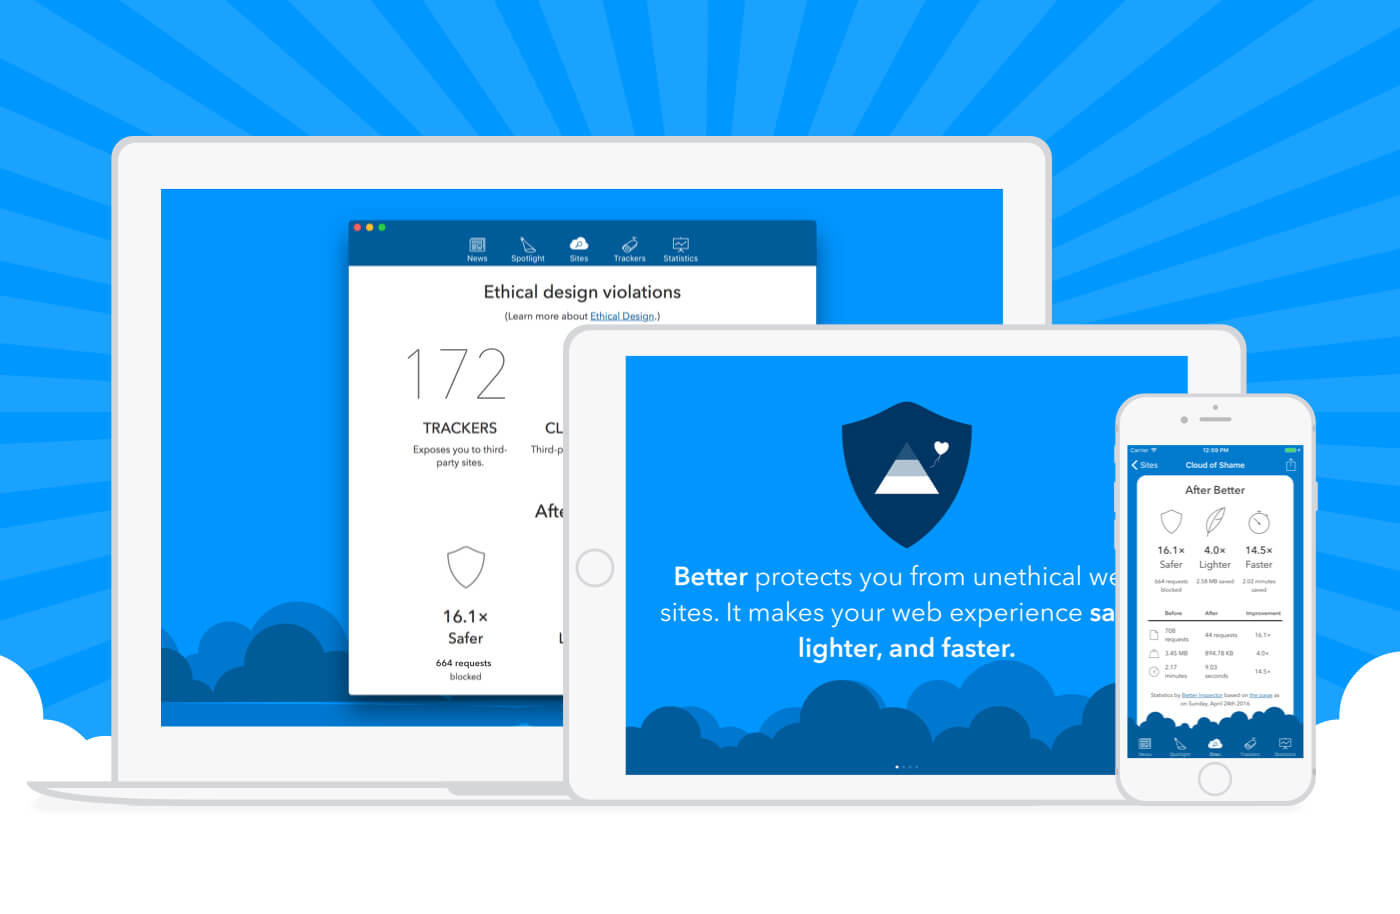 News Spotlight Sites Trackers Statistics
Ethical design violations
(Learn more about Ethical Design.)
172
TRACKERS
Exposes you to third-
party sites.
CL
Third-p
Afte
16.1×
Safer
664 requests
blocked
L
Better protects you from unethical we
sites. It makes your web experience sa
lighter, and faster.
Carrier 12:59 PM
Sites Cloud of Shame
After Better
16.1× 4.0× 14.5×
Safer Lighter Faster
664 requests
blocked
2.58 MB saved
2.02 minutes
saved
Before After Improvement
708
requests
44 requests
16.1×
3.45 MB 894.78 KB 4.0×
2.17
minutes
9.03
seconds
14.5×
Statistics by Better Inspector based on the page as
on Sunday, April 24th 2016
News Spotlight Sites Trackers Statistics